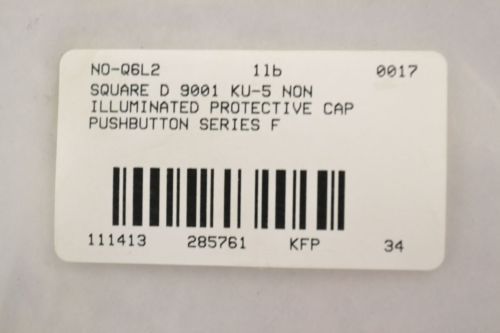 NO-Q6L2 1lb 0017
SQUARE D 9001 KU-5 NON
ILLUMINATED PROTECTIVE CAP
PUSHBUTTON SERIES F
111413 285761 KFP 34